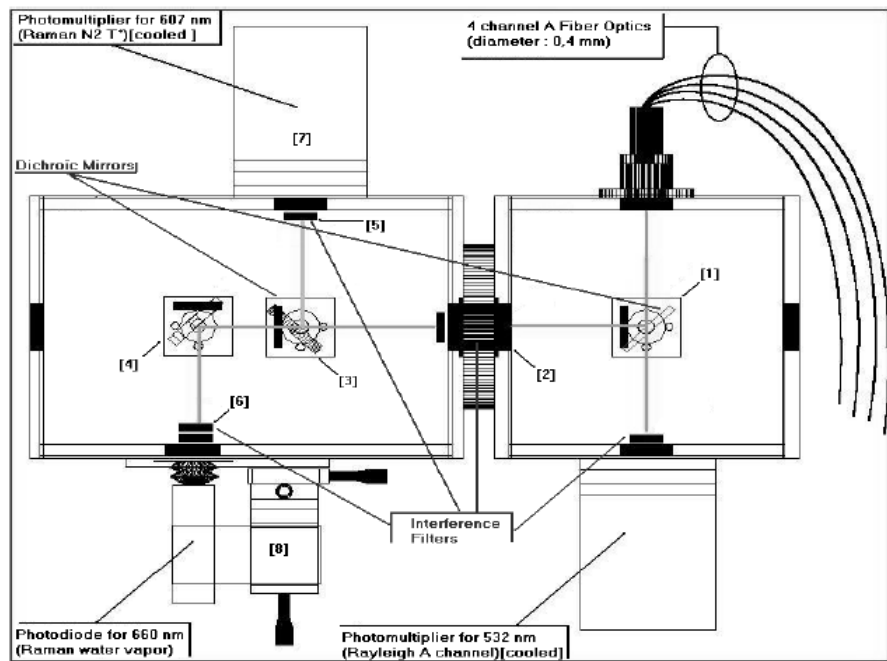 Photomultiplier for 607 nm
(Raman N2 T°)[cooled ]
4 channel A Fiber Optics
(diameter : 0,4 mm)
[7]
Dichroic Mirrors
[5]
[1]
[4]
[3]
[2]
[6]
Interference
Filters
[8]
Photodiode for 660 nm
(Raman water vapor)
Photomultiplier for 532 nm
(Rayleigh A channel)[cooled]